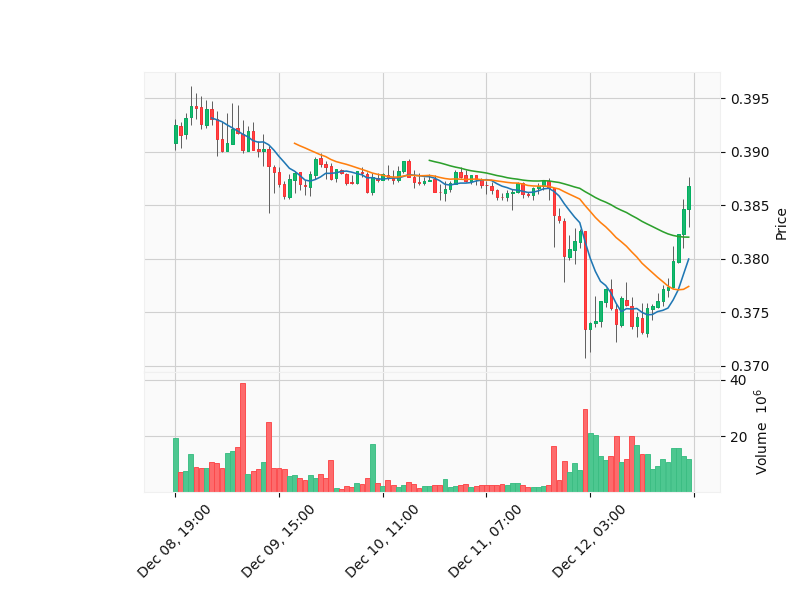 0.395
0.390
0.385
0.380
0.375
0.370
Price
40
20
Volume 10^6
Dec 08, 19:00
Dec 09, 15:00
Dec 10, 11:00
Dec 11, 07:00
Dec 12, 03:00